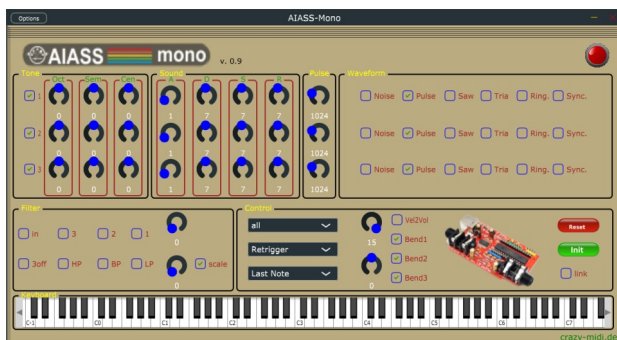 Options AIASS-Mono
AIASS mono v. 0.9
Tone Sound Pulse Waveform
Oct Sem Cen A D S R
1 Noise Pulse Saw Tria Ring. Sync.
0 0 0 1 7 7 7 1024
2 Noise Pulse Saw Tria Ring. Sync.
0 0 0 1 7 7 7 1024
3 Noise Pulse Saw Tria Ring. Sync.
0 0 0 1 7 7 7 1024
Filter Control
in 3 2 1 0 all 15 Vel2Vol Reset
Retrigger Bend1
Bend2 Init
3off HP BP LP 0 scale Last Note 0 Bend3 link
Keyboard
C-1 C0 C1 C2 C3 C4 C5 C6 C7
crazy-midi.de